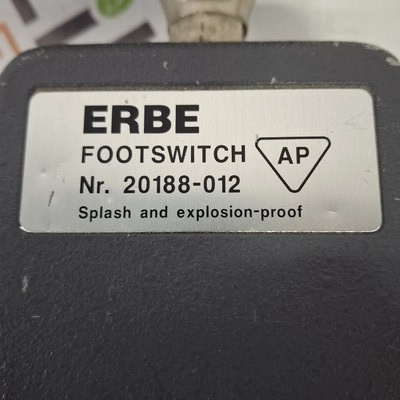 ERBE
FOOTSWITCH AP
Nr. 20188-012
Splash and explosion-proof